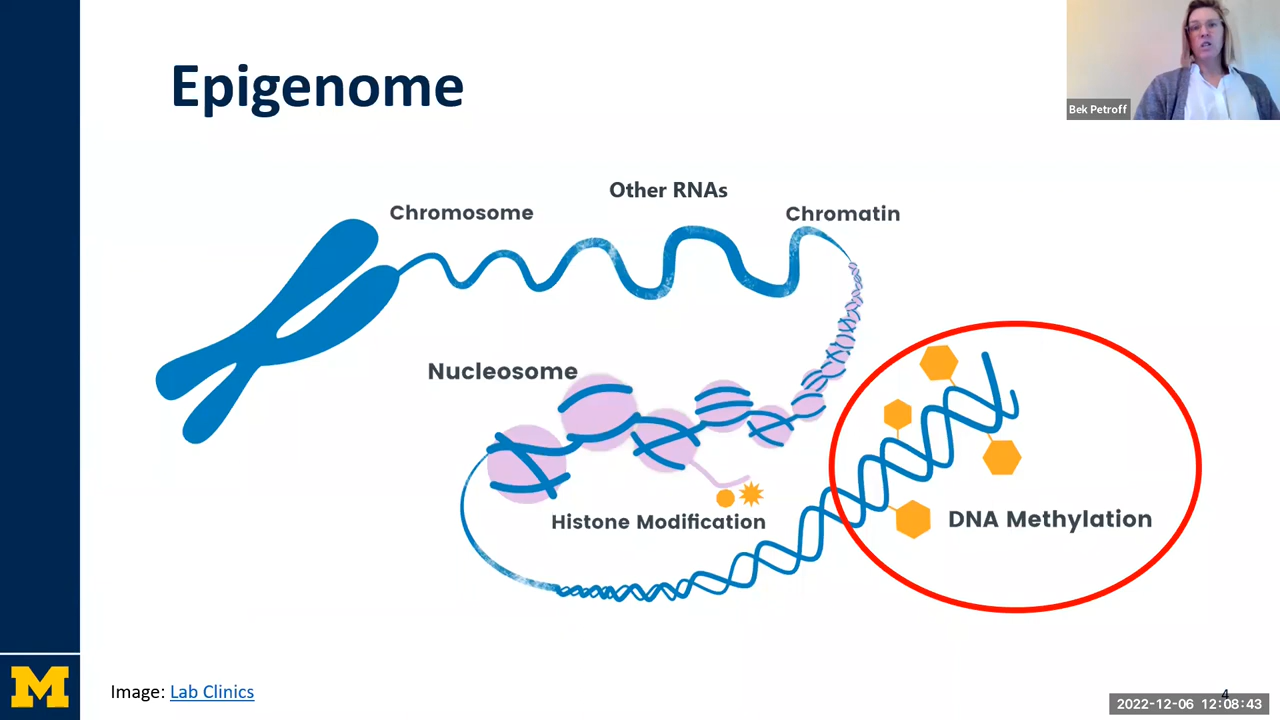 Epigenome
Bek Petroff
Other RNAs
Chromosome
Chromatin
Nucleosome
Histone Modification
DNA Methylation
M
Image: Lab Clinics
4
2022-12-06 12:08:43